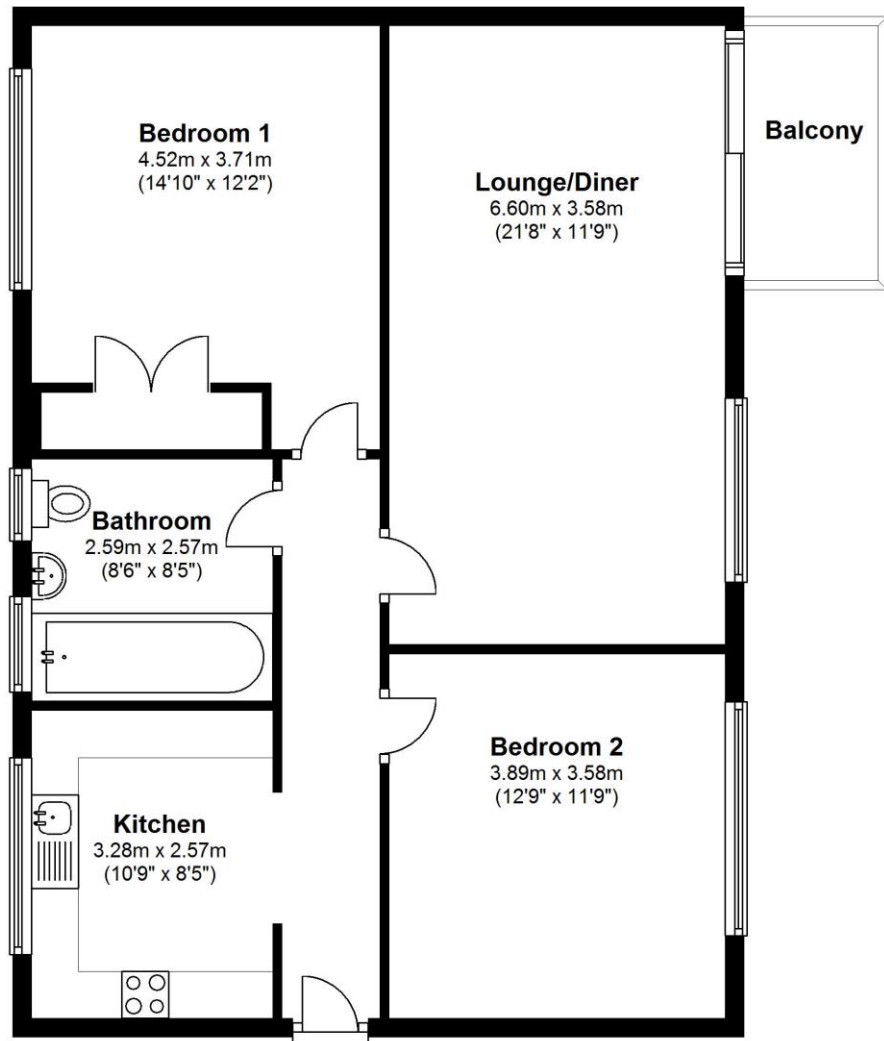 Bedroom 1
4.52m x 3.71m
(14'10" x 12'2")
Lounge/Diner
6.60m x 3.58m
(21'8" x 11'9")
Balcony
Bathroom
2.59m x 2.57m
(8'6" x 8'5")
Kitchen
3.28m x 2.57m
(10'9" x 8'5")
Bedroom 2
3.89m x 3.58m
(12'9" x 11'9")